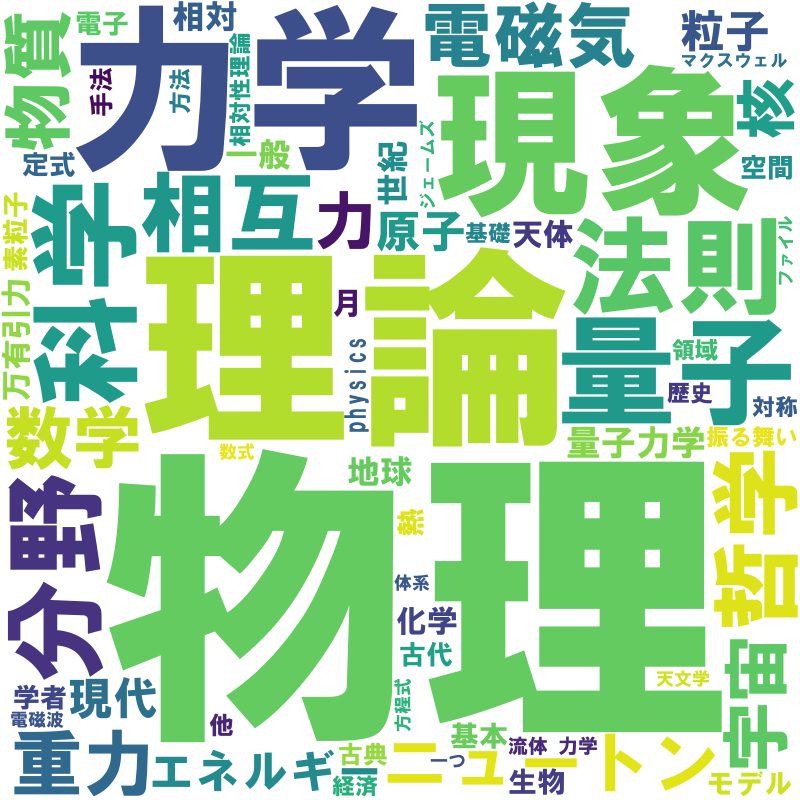 物質
電子
相対
力学
電磁気
粒子
マクスウェル
手法
方法
相対性理論
現象
核
定式
一般
世紀
ジェームズ
空間
科学
相互
力
原子
基礎
天体
法則
ファイル
素粒子
万有引力
月
理論
量子
領域
歴史
対称
physics
数学
数式
量子力学
振る舞い
地球
物理
哲学
分野
熱
体系
化学
古代
宇宙
天文学
学者
現代
電磁波
他
方程式
基本
流体
力学
重力
エネルギー
古典
経済
ニュートン
一つ
生物
モデル